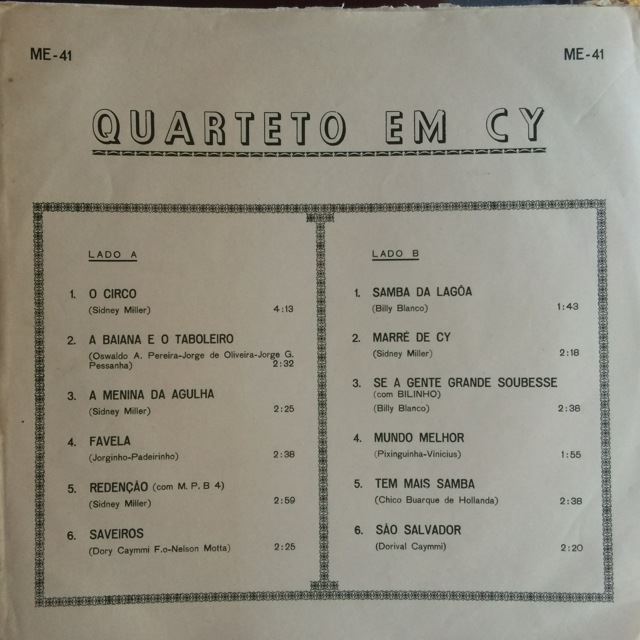 ME-41
ME-41
QUARTETO EM CY
LADO A
1. O CIRCO
(Sidney Miller) 4:13
2. A BAIANA E O TABOLEIRO
(Oswaldo A. Pereira-Jorge de Oliveira-Jorge G.
Pessanha) 2:32
3. A MENINA DA AGULHA
(Sidney Miller) 2:25
4. FAVELA
(Jorginho-Padeirinho) 2:38
5. REDENÇÃO (com M. P. B 4)
(Sidney Miller) 2:59
6. SAVEIROS
(Dory Caymmi F.o-Nelson Motta) 2:25
LADO B
1. SAMBA DA LAGÔA
(Billy Blanco) 1:43
2. MARRÉ DE CY
(Sidney Miller) 2:18
3. SE A GENTE GRANDE SOUBESSE
(com BILINHO)
(Billy Blanco) 2:38
4. MUNDO MELHOR
(Pixinguinha-Vinicius) 1:55
5. TEM MAIS SAMBA
(Chico Buarque de Hollanda) 2:38
6. SÃO SALVADOR
(Dorival Caymmi) 2:20